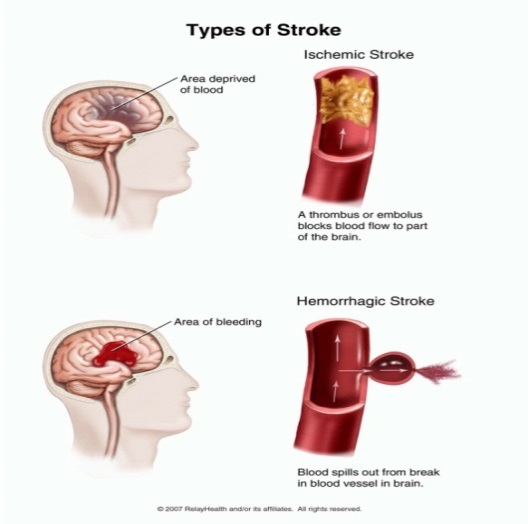 Types of Stroke
Ischemic Stroke
Area deprived
of blood
A thrombus or embolus
blocks blood flow to part
of the brain.
Hemorrhagic Stroke
Area of bleeding
Blood spills out from break
in blood vessel in brain.
© 2007 RelayHealth and/or its affiliates. All rights reserved.